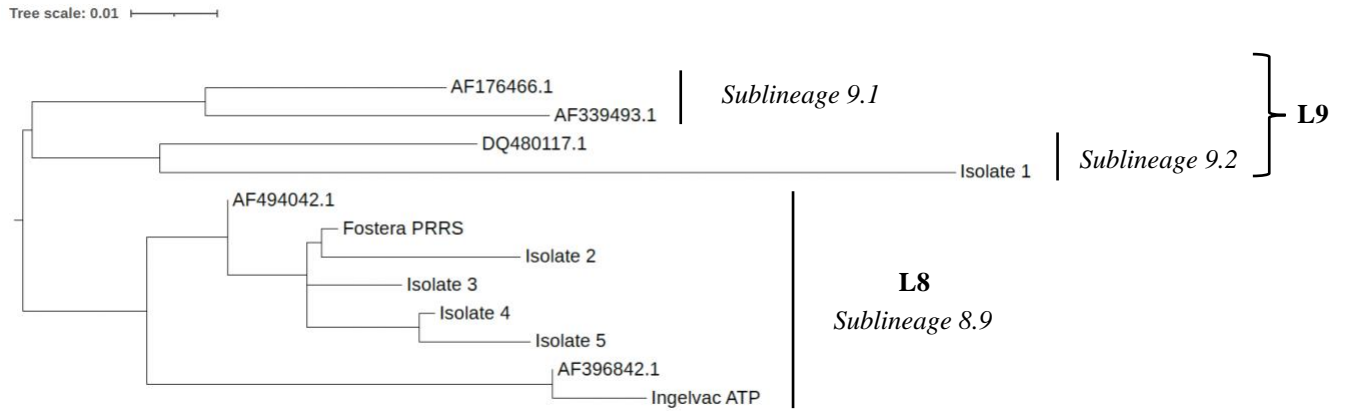 Tree scale: 0.01
AF176466.1
AF339493.1
Sublineage 9.1
DQ480117.1
Isolate 1
Sublineage 9.2
L9
AF494042.1
Fostera PRRS
Isolate 2
Isolate 3
Isolate 4
Isolate 5
AF396842.1
Ingelvac ATP
L8
Sublineage 8.9